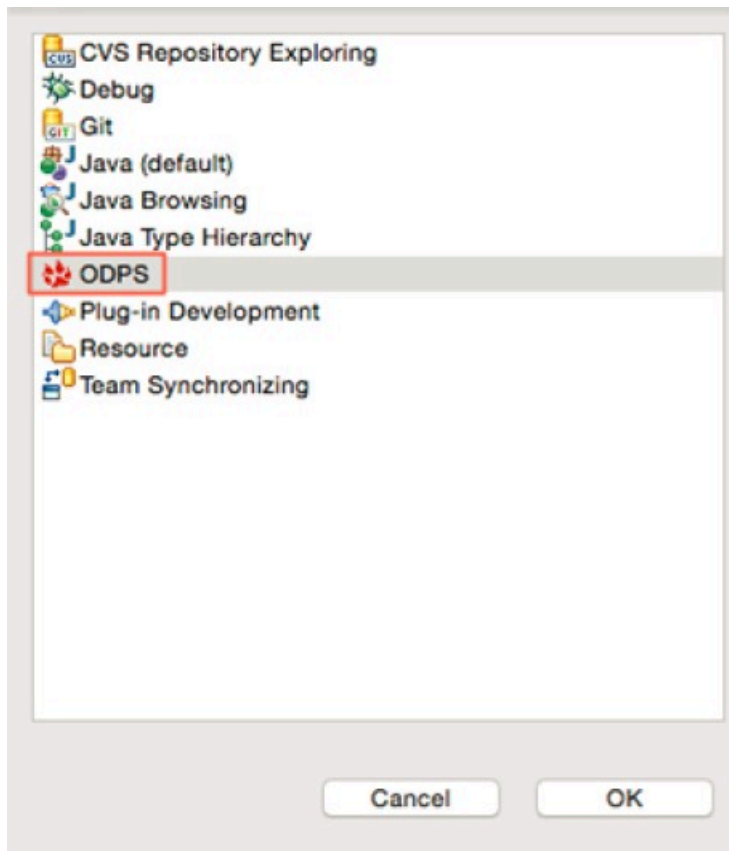 CVS Repository Exploring
Debug
Git
Java (default)
Java Browsing
Java Type Hierarchy
ODPS
Plug-in Development
Resource
Team Synchronizing
Cancel OK